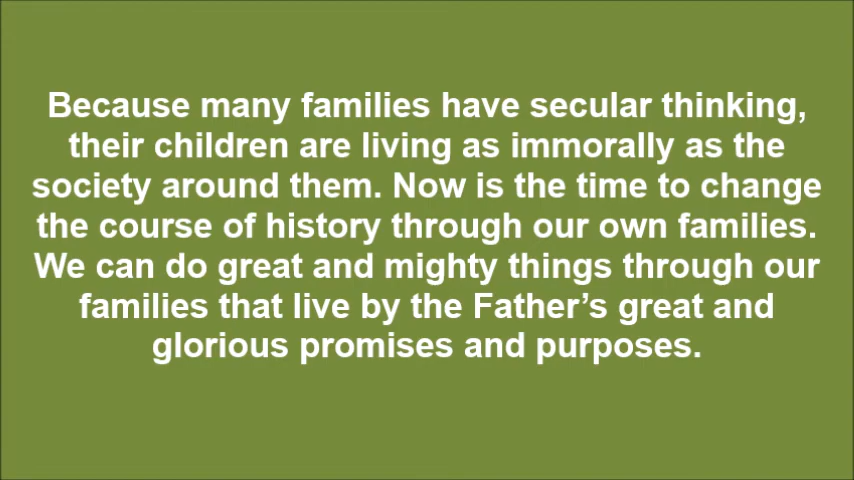 Because many families have secular thinking,
their children are living as immorally as the
society around them. Now is the time to change
the course of history through our own families.
We can do great and mighty things through our
families that live by the Father’s great and
glorious promises and purposes.